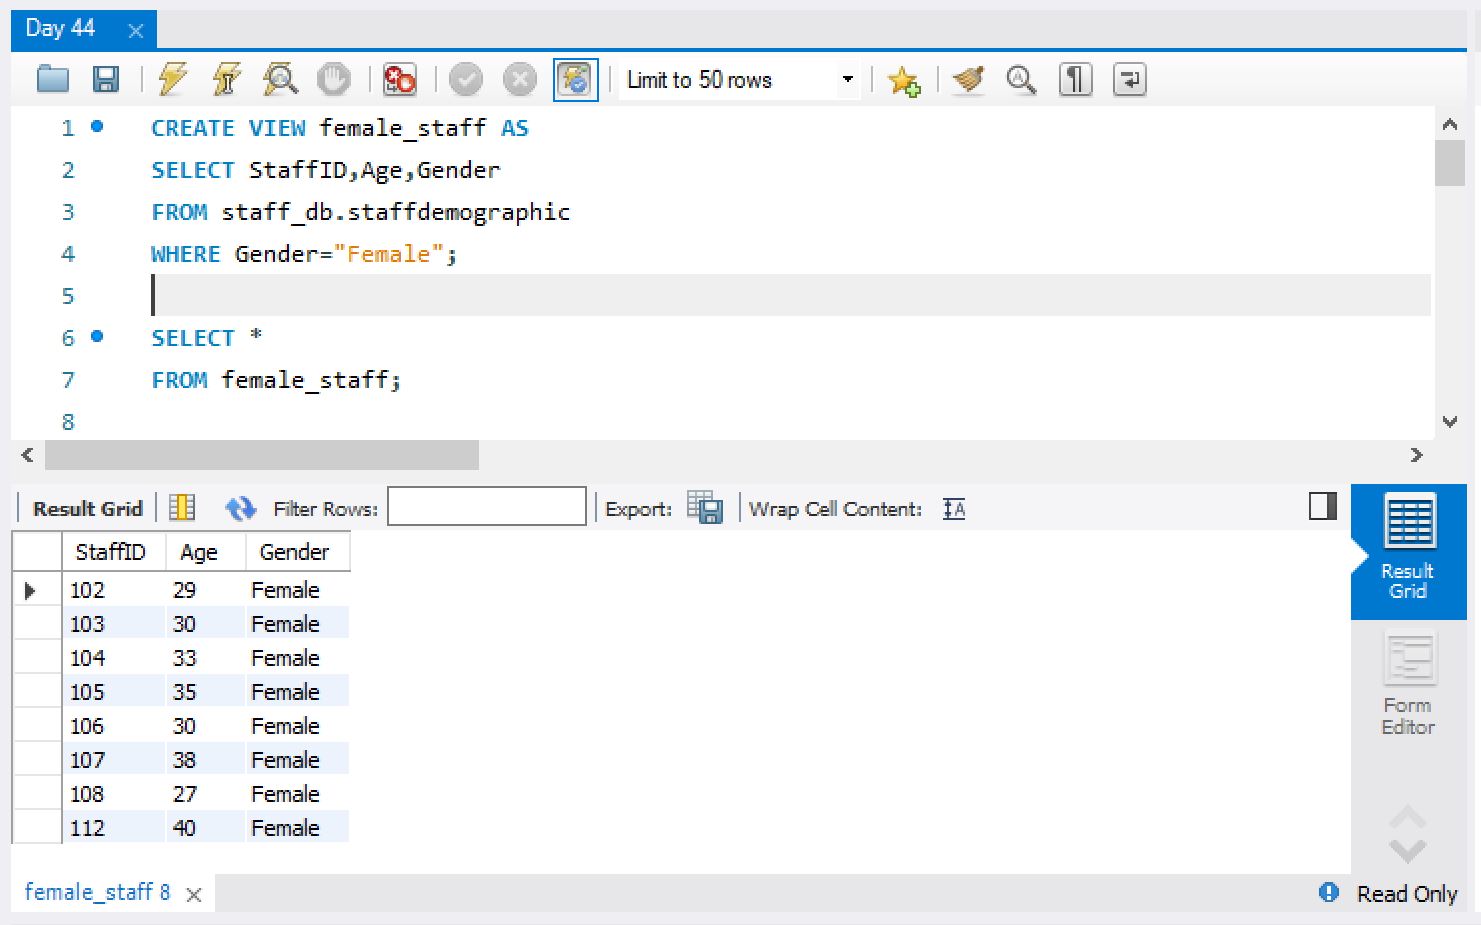 Day 44
Limit to 50 rows
1 CREATE VIEW female_staff AS
2 SELECT StaffID,Age,Gender
3 FROM staff_db.staffdemographic
4 WHERE Gender="Female";
5
6 SELECT *
7 FROM female_staff;
8
Result Grid Filter Rows: Export: Wrap Cell Content:
StaffID Age Gender
102 29 Female
103 30 Female
104 33 Female
105 35 Female
106 30 Female
107 38 Female
108 27 Female
112 40 Female
Result
Grid
Form
Editor
female_staff 8
Read Only